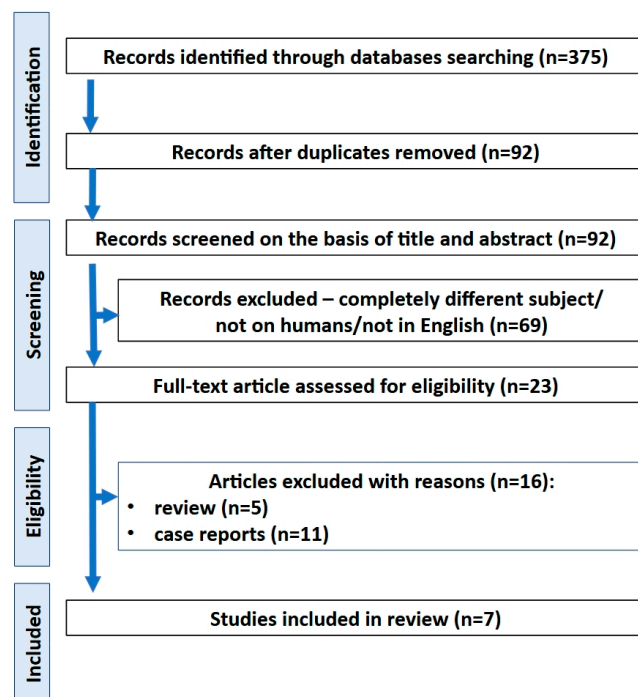 Identification
Records identified through databases searching (n=375)
Records after duplicates removed (n=92)
Screening
Records screened on the basis of title and abstract (n=92)
Records excluded – completely different subject/
not on humans/not in English (n=69)
Full-text article assessed for eligibility (n=23)
Eligibility
Articles excluded with reasons (n=16):
• review (n=5)
• case reports (n=11)
Included
Studies included in review (n=7)